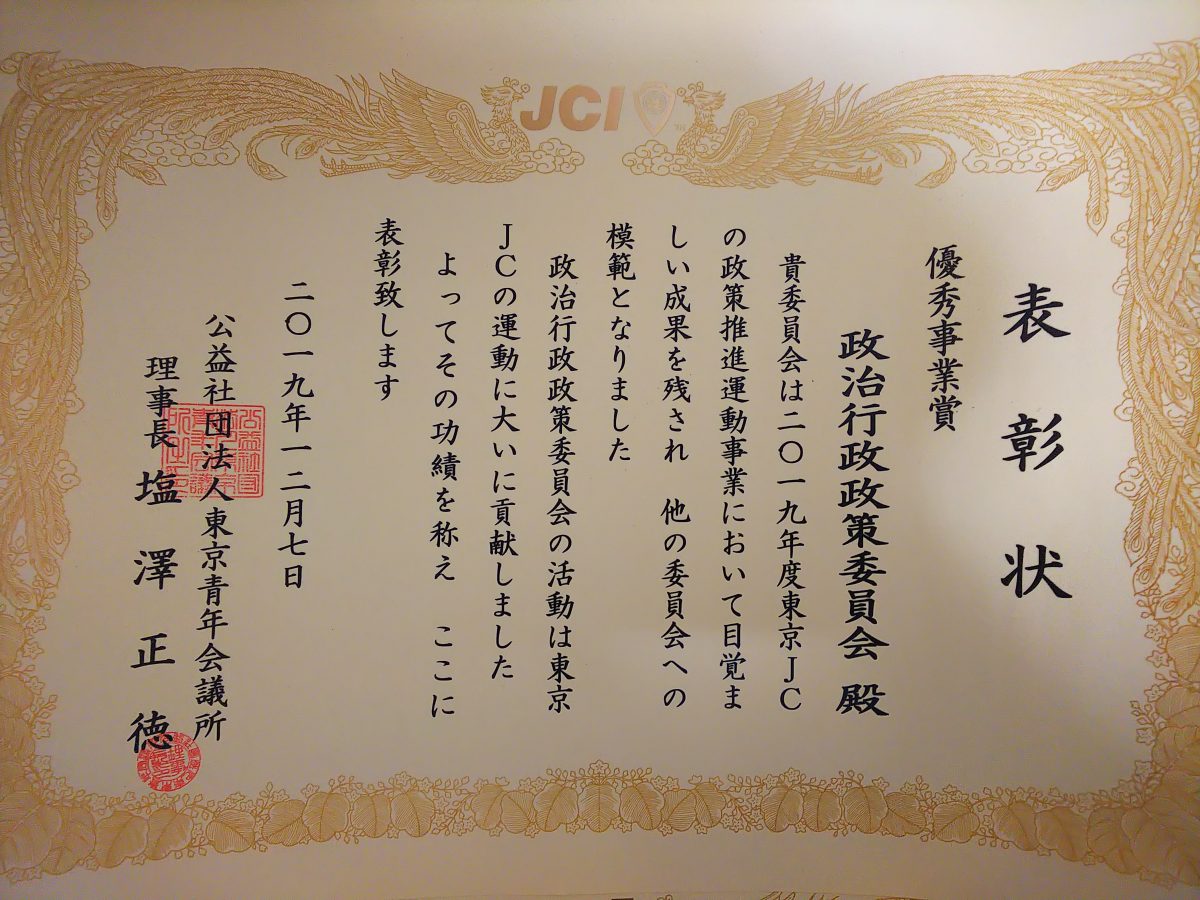 JCI
表彰状
優秀事業賞
政治行政政策委員会 殿
貴委員会は二〇一九年度東京JC
の政策推進運動事業において目覚ま
しい成果を残され 他の委員会への
模範となりました
政治行政政策委員会の活動は東京
JCの運動に大いに貢献しました
よってその功績を称え ここに
表彰致します
二〇一九年一二月七日
公益社団法人東京青年会議所
理事長 塩澤正徳